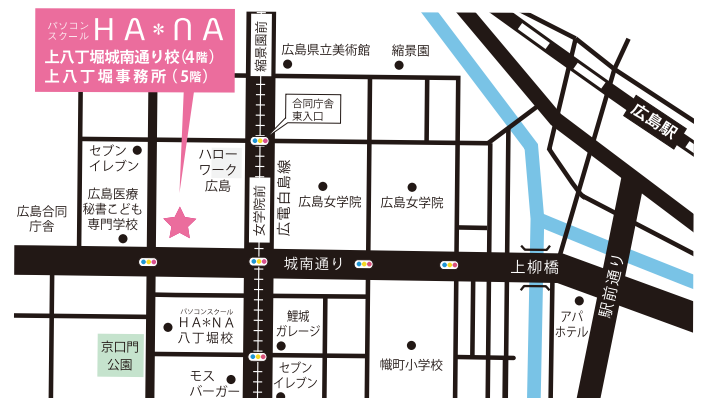 パソコン
スクール HA*NA
上八丁堀城南通り校(4階)
上八丁堀事務所(5階)
縮景園前
広島県立美術館
縮景園
合同庁舎
東入口
広島駅
セブン
イレブン
ハロー
ワーク
広島
広島医療
秘書こども
専門学校
広島合同
庁舎
女学院前
広電白島線
広島女学院
広島女学院
城南通り
上柳橋
駅前通り
アパ
ホテル
パソコンスクール
HA*NA
八丁堀校
鯉城
ガレージ
京口門
公園
モス
バーガー
セブン
イレブン
幟町小学校